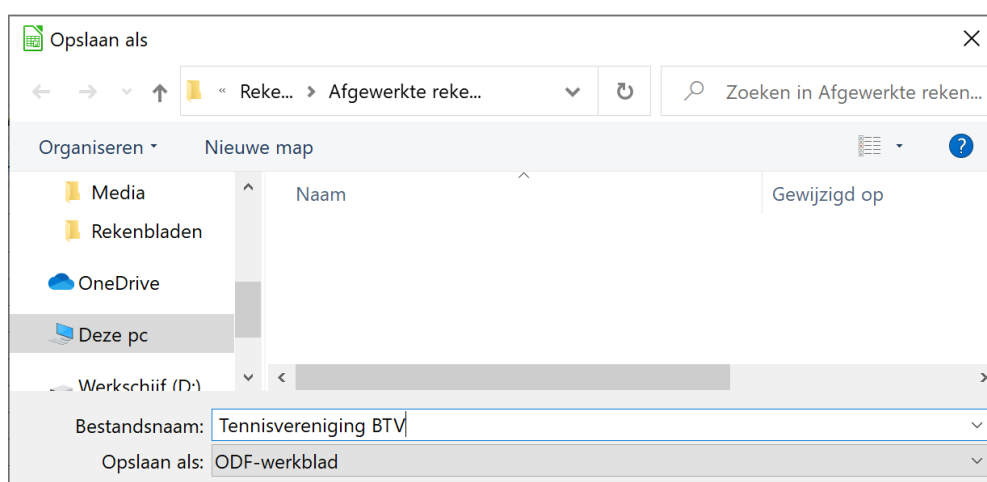 Opslaan als
« Reke... > Afgewerkte reke... Zoeken in Afgewerkte reken...
Organiseren Nieuwe map ?
Naam Gewijzigd op
Media
Rekenbladen
OneDrive
Deze pc
Werkschijf (D:)
Bestandsnaam: Tennisvereniging BTV
Opslaan als: ODF-werkblad